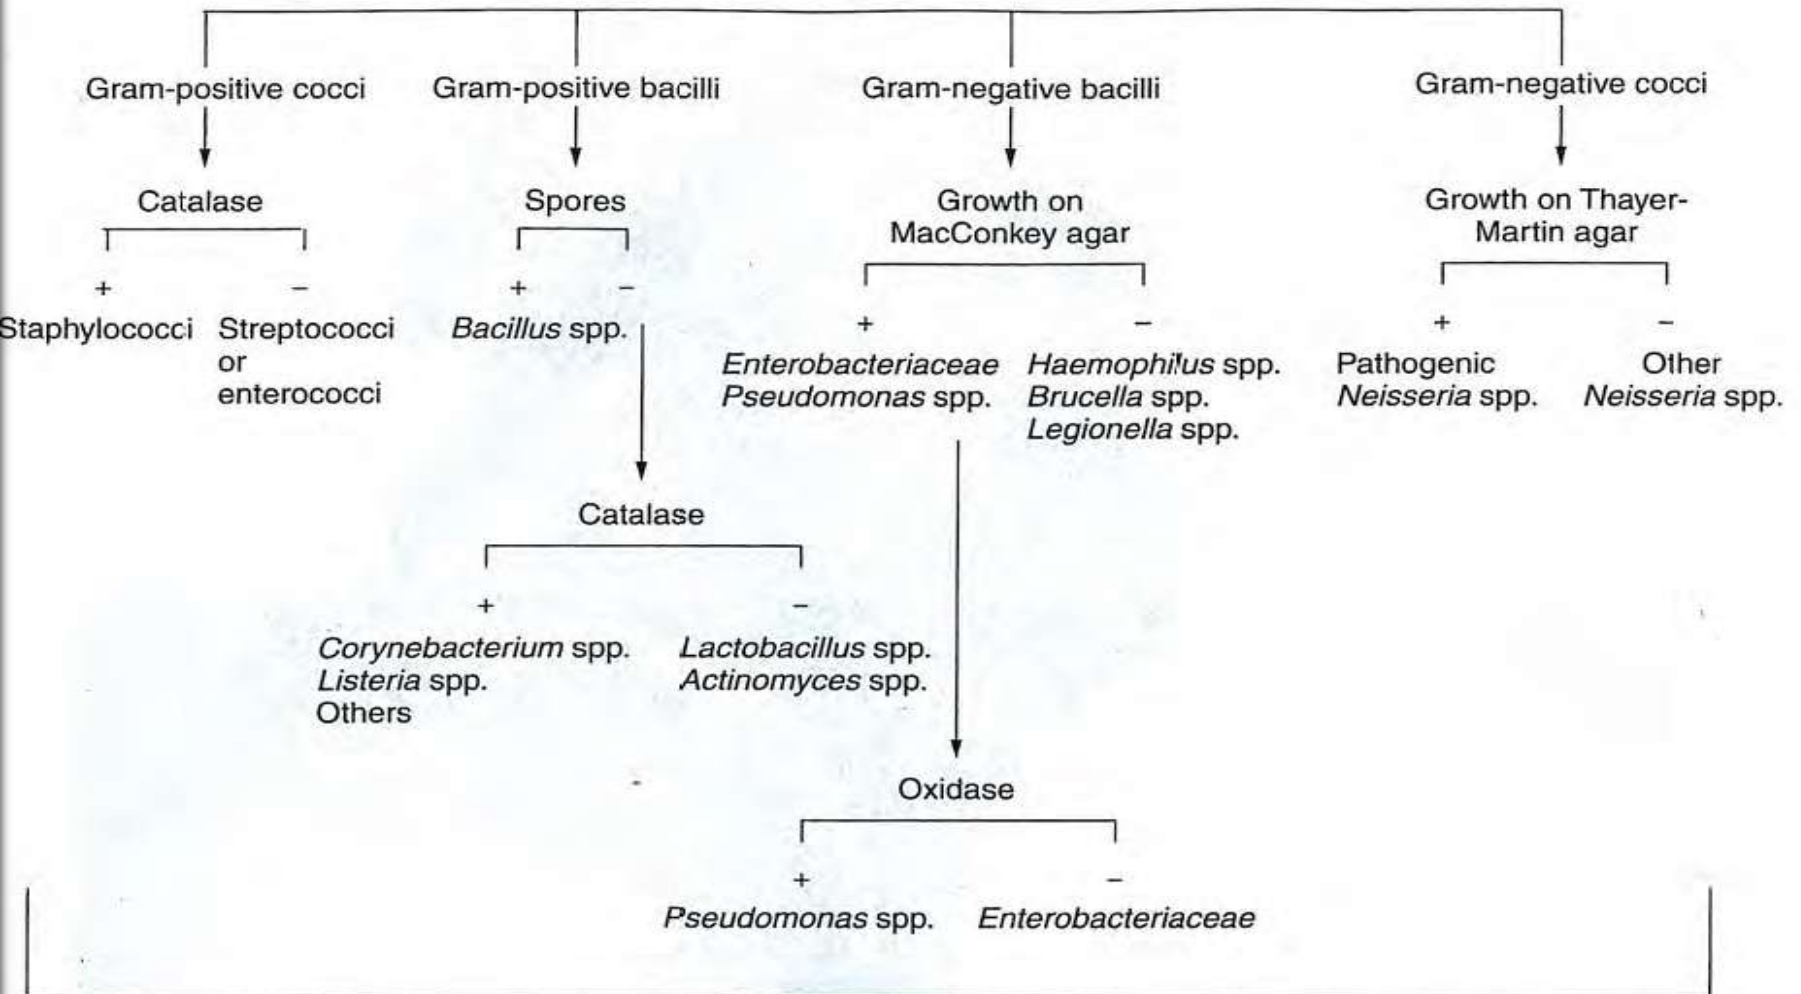 Gram-positive cocci
Gram-positive bacilli
Gram-negative bacilli
Gram-negative cocci
Catalase
Spores
Growth on
MacConkey agar
Growth on Thayer-
Martin agar
+
−
+
−
+
−
+
−
Staphylococci
Streptococci
or
enterococci
Bacillus spp.
Enterobacteriaceae
Pseudomonas spp.
Haemophilus spp.
Brucella spp.
Legionella spp.
Pathogenic
Neisseria spp.
Other
Neisseria spp.
Catalase
+
−
Corynebacterium spp.
Listeria spp.
Others
Lactobacillus spp.
Actinomyces spp.
Oxidase
+
−
Pseudomonas spp.
Enterobacteriaceae